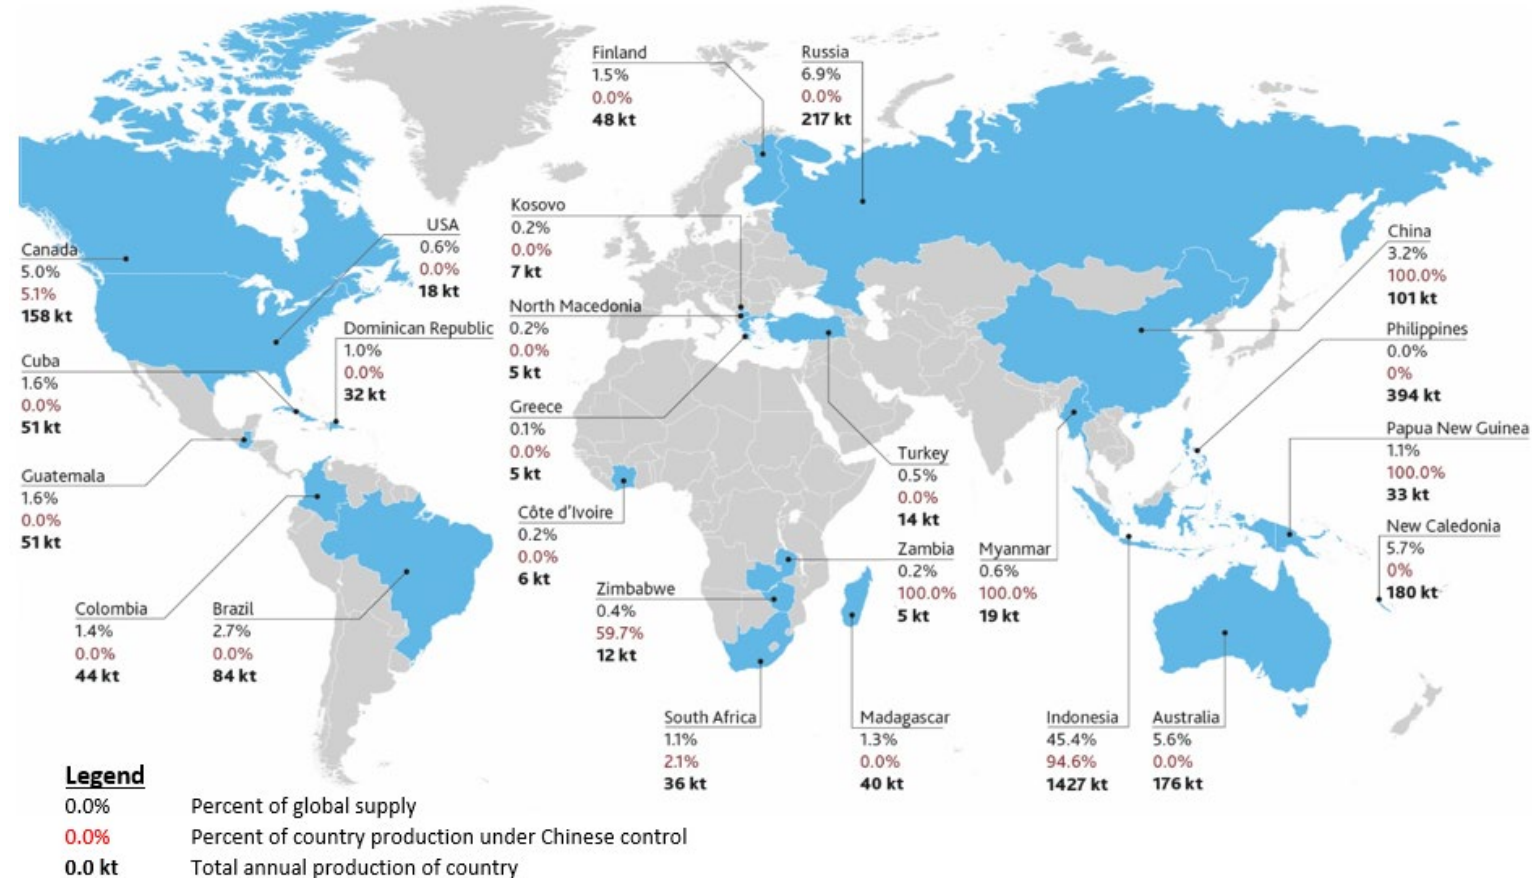 Finland
1.5%
0.0%
48 kt
Russia
6.9%
0.0%
217 kt
Kosovo
0.2%
0.0%
7 kt
USA
0.6%
0.0%
18 kt
Canada
5.0%
5.1%
158 kt
China
3.2%
100.0%
101 kt
North Macedonia
0.2%
0.0%
5 kt
Dominican Republic
1.0%
0.0%
32 kt
Philippines
0.0%
0%
394 kt
Cuba
1.6%
0.0%
51 kt
Greece
0.1%
0.0%
5 kt
Papua New Guinea
1.1%
100.0%
33 kt
Turkey
0.5%
0.0%
14 kt
Guatemala
1.6%
0.0%
51 kt
Côte d'Ivoire
0.2%
0.0%
6 kt
New Caledonia
5.7%
0%
180 kt
Zambia
0.2%
100.0%
5 kt
Myanmar
0.6%
100.0%
19 kt
Zimbabwe
0.4%
59.7%
12 kt
Colombia
1.4%
0.0%
44 kt
Brazil
2.7%
0.0%
84 kt
South Africa
1.1%
2.1%
36 kt
Madagascar
1.3%
0.0%
40 kt
Indonesia
45.4%
94.6%
1427 kt
Australia
5.6%
0.0%
176 kt
Legend
0.0% Percent of global supply
0.0% Percent of country production under Chinese control
0.0 kt Total annual production of country